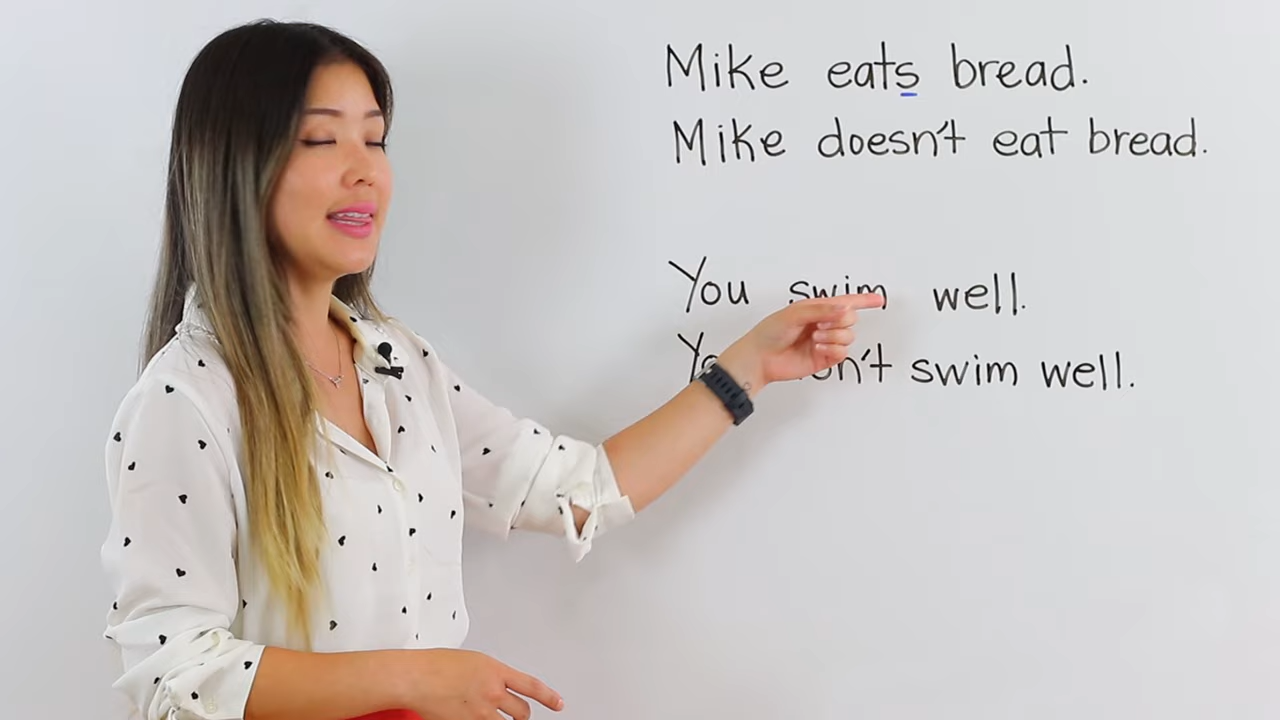 Mike eats bread.
Mike doesn't eat bread.
You swim well.
swim well.